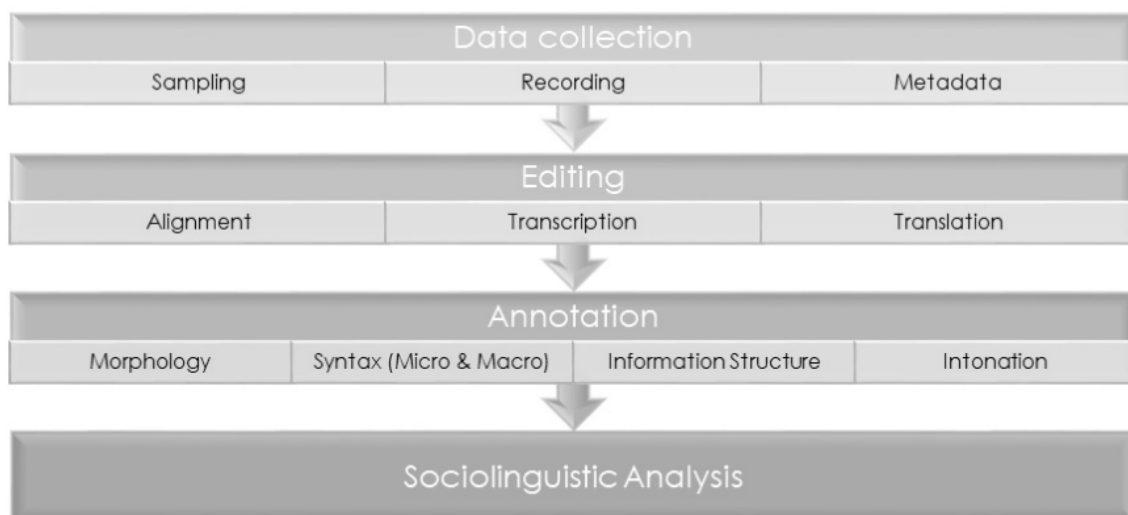 Data collection
Sampling Recording Metadata
Editing
Alignment Transcription Translation
Annotation
Morphology Syntax (Micro & Macro) Information Structure Intonation
Sociolinguistic Analysis